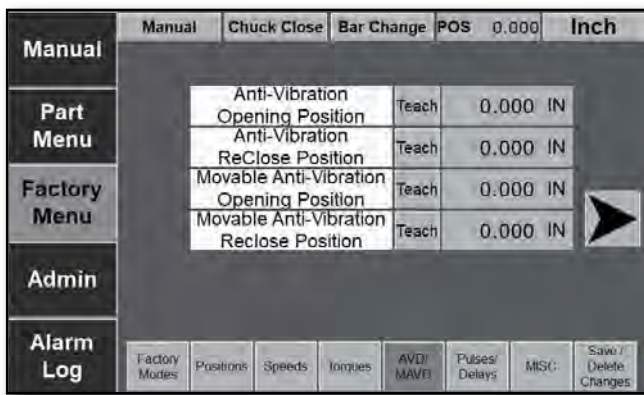 Manual Chuck Close Bar Change POS 0.000 Inch
Manual
Part
Menu
Factory
Menu
Admin
Alarm
Log
Anti-Vibration
Opening Position
Teach 0.000 IN
Anti-Vibration
ReClose Position
Teach 0.000 IN
Movable Anti-Vibration
Opening Position
Teach 0.000 IN
Movable Anti-Vibration
Reclose Position
Teach 0.000 IN
Factory
Modes
Positions
Speeds
Torques
AVD/
MAVD
Pulses/
Delays
MISC
Save /
Delete
Changes